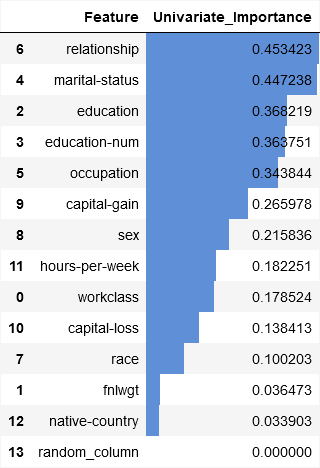 Feature Univariate_Importance
6 relationship 0.453423
4 marital-status 0.447238
2 education 0.368219
3 education-num 0.363751
5 occupation 0.343844
9 capital-gain 0.265978
8 sex 0.215836
11 hours-per-week 0.182251
0 workclass 0.178524
10 capital-loss 0.138413
7 race 0.100203
1 fnlwgt 0.036473
12 native-country 0.033903
13 random_column 0.000000